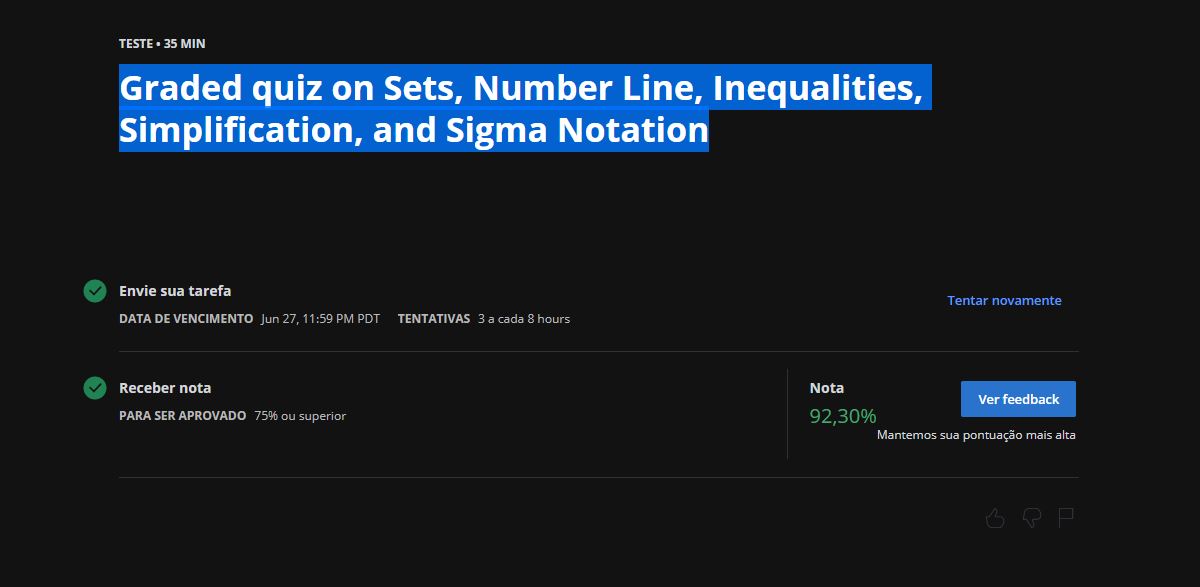 TESTE • 35 MIN
Graded quiz on Sets, Number Line, Inequalities,
Simplification, and Sigma Notation
Envie sua tarefa
Tentar novamente
DATA DE VENCIMENTO Jun 27, 11:59 PM PDT TENTATIVAS 3 a cada 8 hours
Receber nota
PARA SER APROVADO 75% ou superior
Nota
92,30%
Ver feedback
Mantemos sua pontuação mais alta